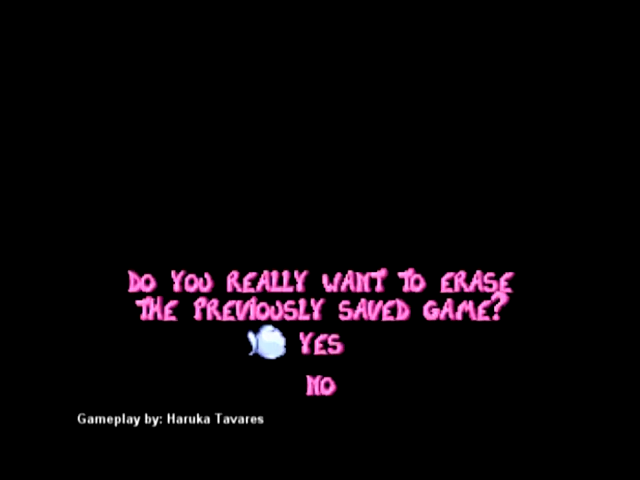 DO YOU REALLY WANT TO ERASE
THE PREVIOUSLY SAVED GAME?
YES
NO
Gameplay by: Haruka Tavares